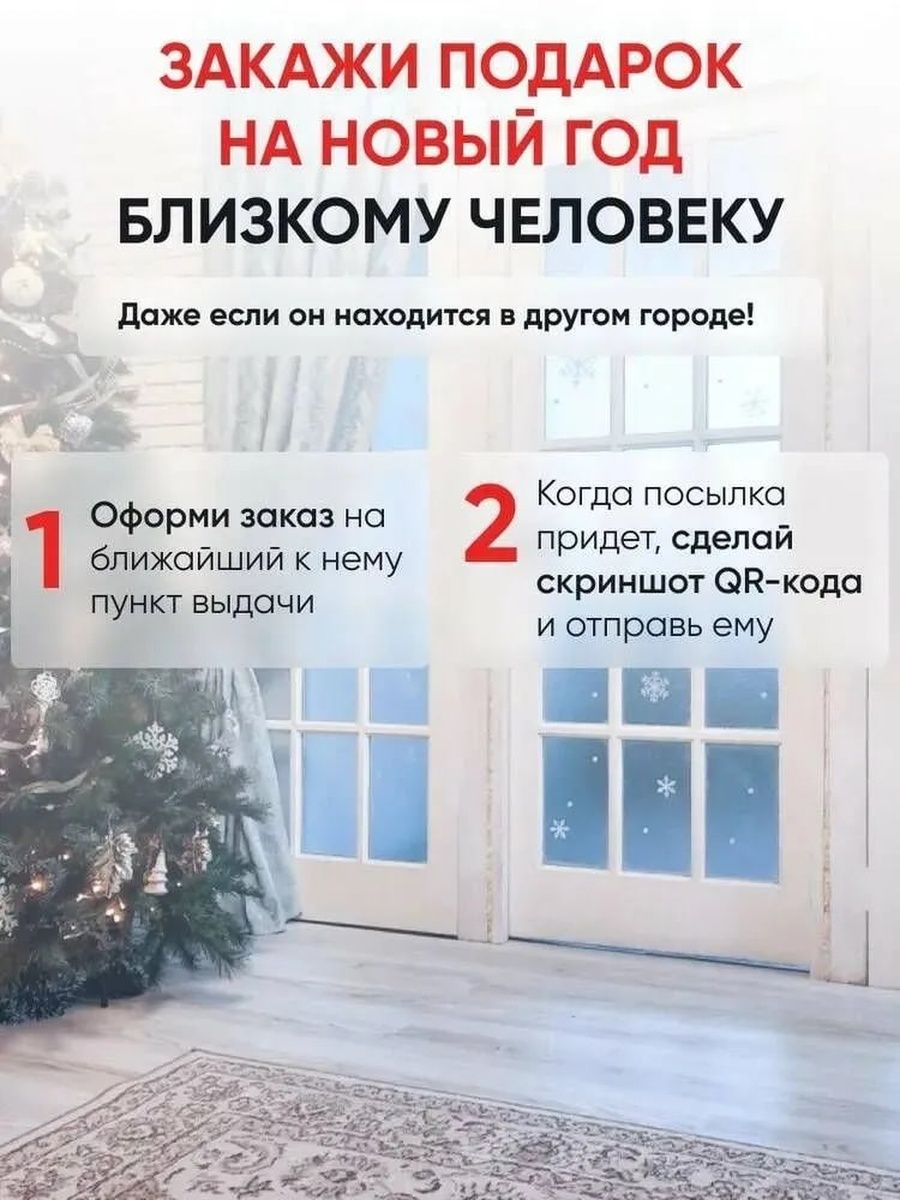 ЗАКАЖИ ПОДАРОК
НА НОВЫЙ ГОД
БЛИЗКОМУ ЧЕЛОВЕКУ
Даже если он находится в другом городе!
1
Оформи заказ на
ближайший к нему
пункт выдачи
2
Когда посылка
придет, сделай
скриншот QR-кода
и отправь ему